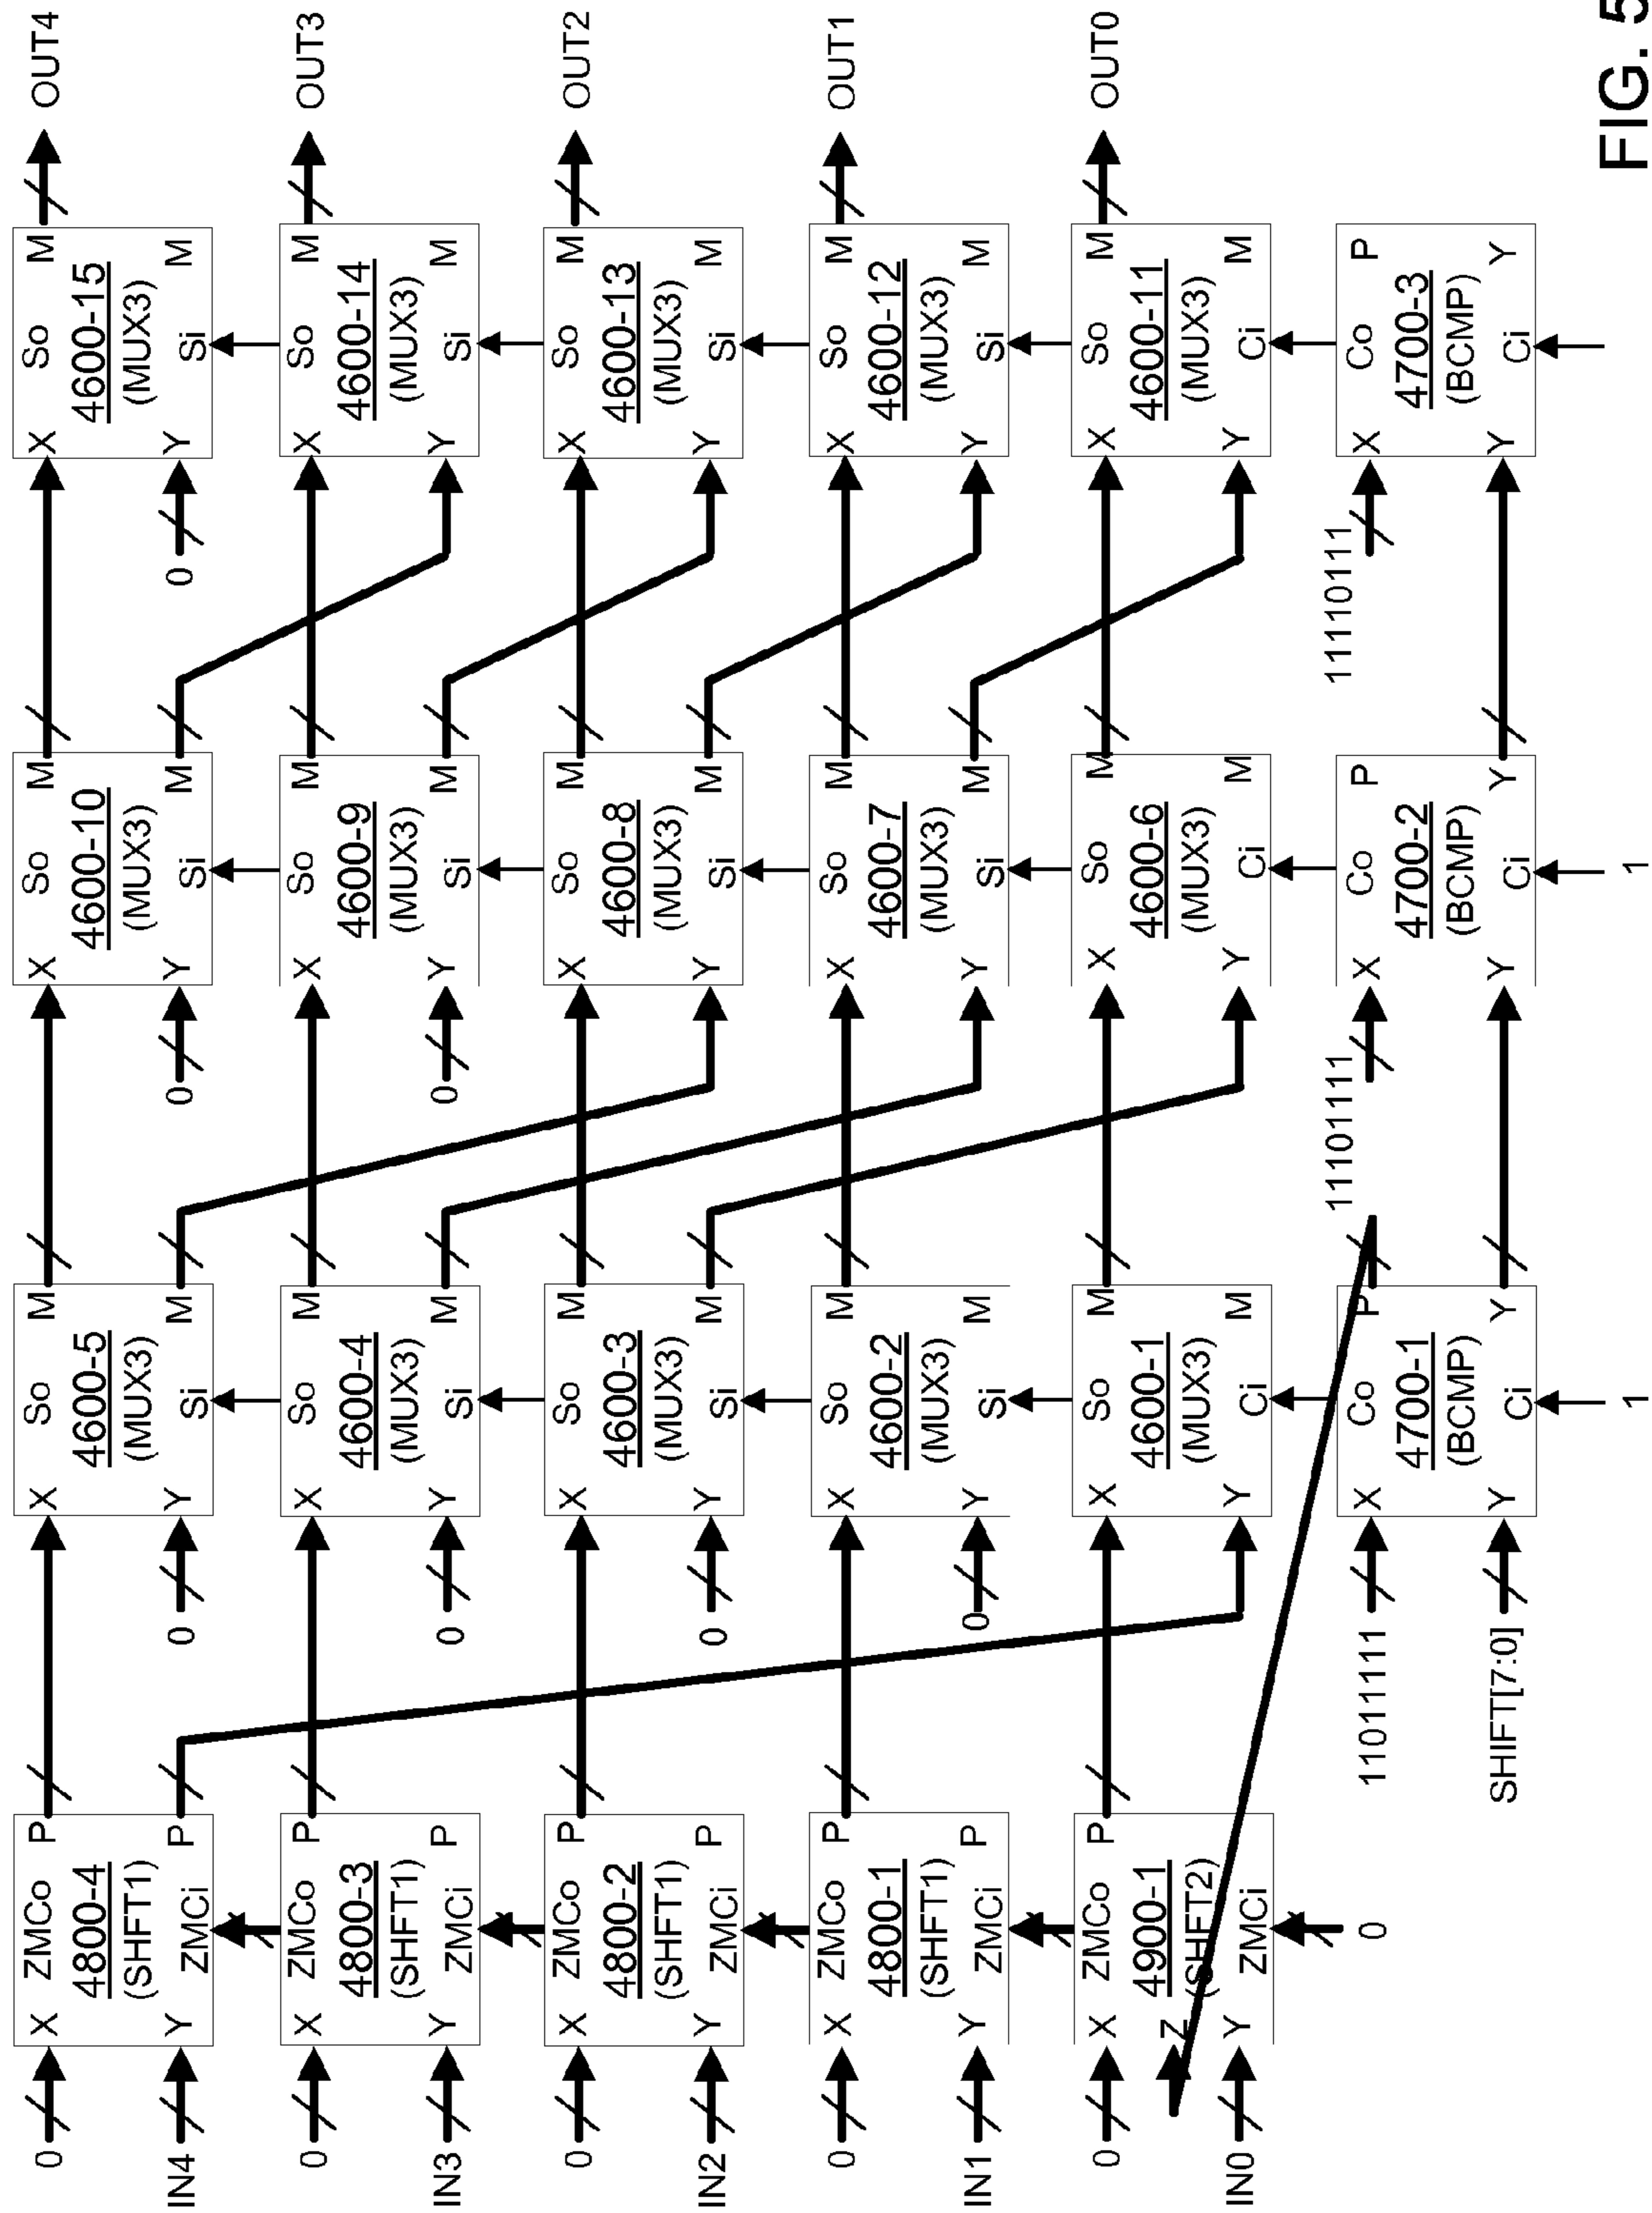 0 X ZMCo P X So M X So M X So M OUT4
4800-4 4600-5 4600-10 4600-15
(SHFT1) (MUX3) (MUX3) (MUX3)
IN4 Y ZMCi P 0 Y Si M 0 Y Si M 0 Y Si M
0 X ZMCo P X So M X So M X So M OUT3
4800-3 4600-4 4600-9 4600-14
(SHFT1) (MUX3) (MUX3) (MUX3)
IN3 Y ZMCi P 0 Y Si M 0 Y Si M Y Si M
0 X ZMCo P X So M X So M X So M OUT2
4800-2 4600-3 4600-8 4600-13
(SHFT1) (MUX3) (MUX3) (MUX3)
IN2 Y ZMCi P 0 Y Si M Y Si M Y Si M
0 X ZMCo P X So M X So M X So M OUT1
4800-1 4600-2 4600-7 4600-12
(SHFT1) (MUX3) (MUX3) (MUX3)
IN1 Y ZMCi P 0 Y Si M Y Si M Y Si M
0 X ZMCo P X So M X So M X So M OUT0
4900-1 4600-1 4600-6 4600-11
Z (SHFT2) (MUX3) (MUX3) (MUX3)
IN0 Y ZMCi Y Ci M Y Ci M Y Ci M
0 11011111 X Co P 11101111 X Co P 11110111 X Co P
4700-1 4700-2 4700-3
(BCMP) (BCMP) (BCMP)
SHIFT[7:0] Y Ci Y Y Ci Y Y Ci Y
1 1
FIG. 5